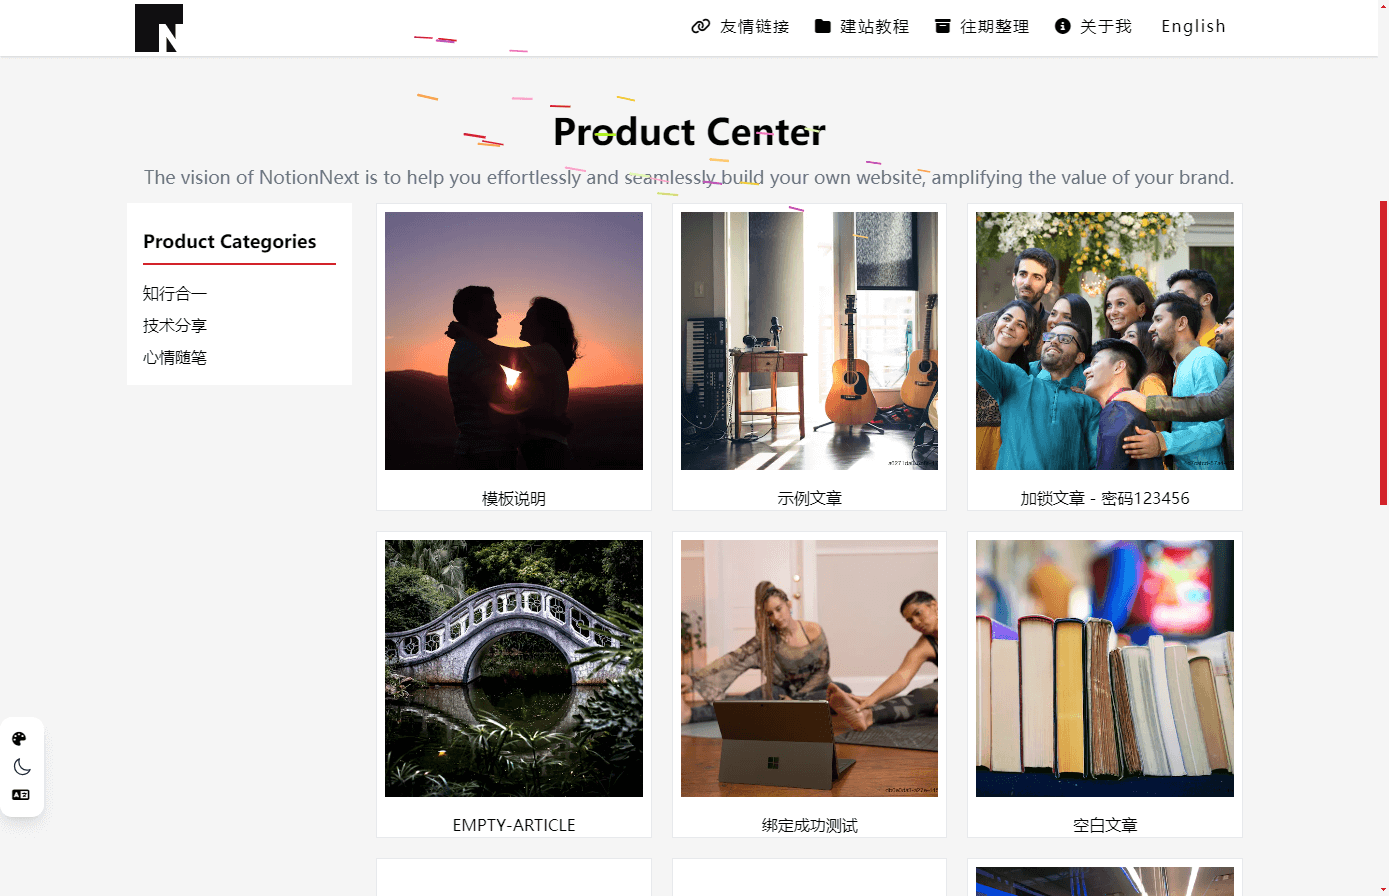 N
友情链接 建站教程 往期整理 关于我 English
Product Center
The vision of NotionNext is to help you effortlessly and seamlessly build your own website, amplifying the value of your brand.
Product Categories
知行合一
技术分享
心情随笔
模板说明
示例文章
加锁文章 - 密码123456
EMPTY-ARTICLE
绑定成功测试
空白文章